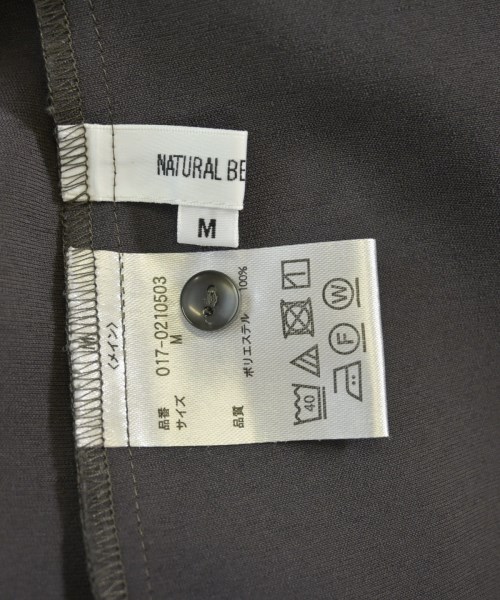 NATURAL BE
M
品番 017-0210503
サイズ M
〈メイン〉
品質 ポリエステル 100%
40
F
W